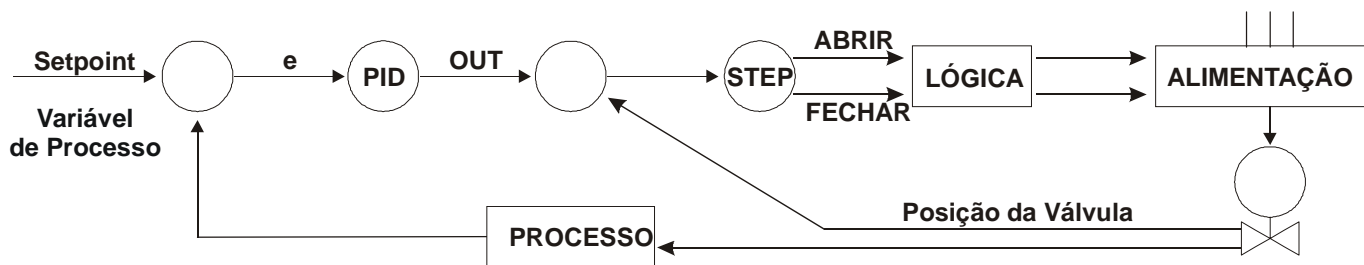 Setpoint
e
PID
OUT
STEP
ABRIR
FECHAR
LÓGICA
ALIMENTAÇÃO
Variável
de Processo
Posição da Válvula
PROCESSO